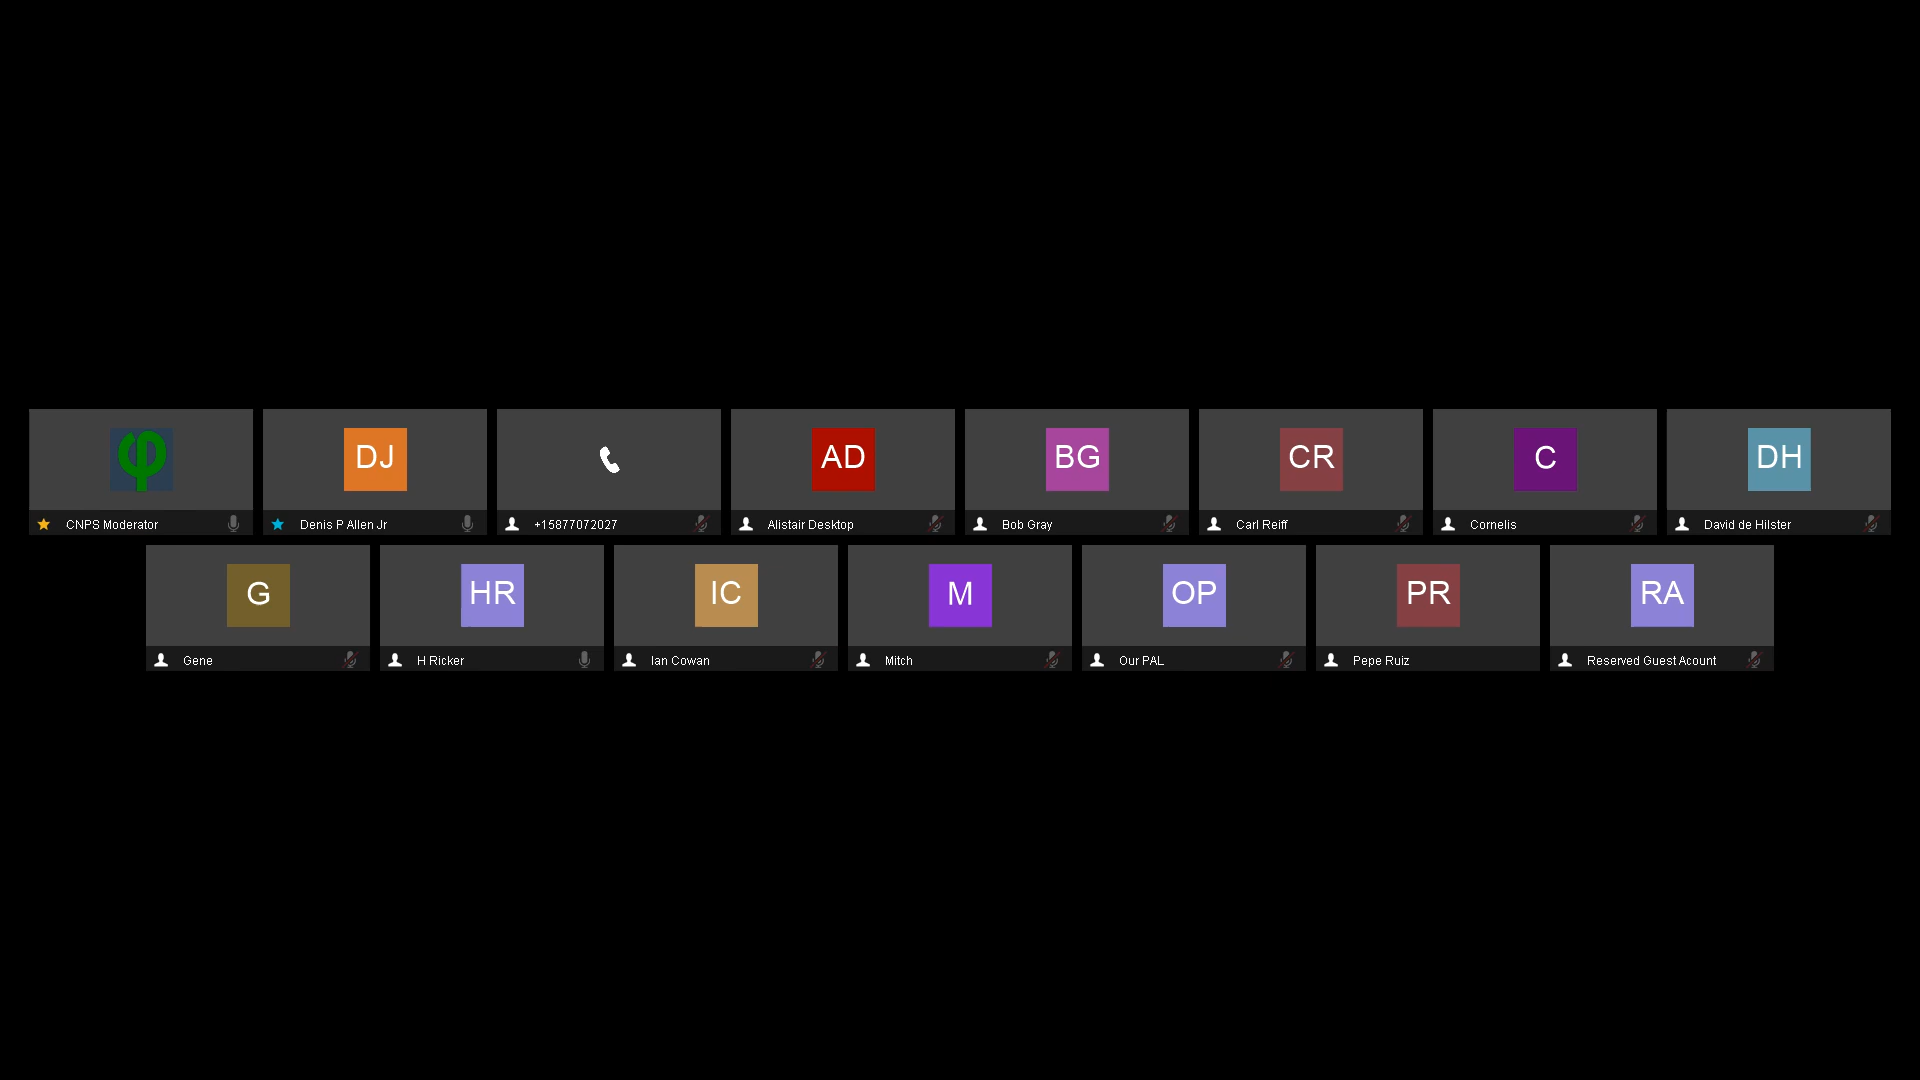 DJ
AD
BG
CR
C
DH
CNPS Moderator
Denis P Allen Jr
+15877072027
Alistair Desktop
Bob Gray
Carl Reiff
Cornelis
David de Hilster
G
HR
IC
M
OP
PR
RA
Gene
H Ricker
Ian Cowan
Mitch
Our PAL
Pepe Ruiz
Reserved Guest Acount